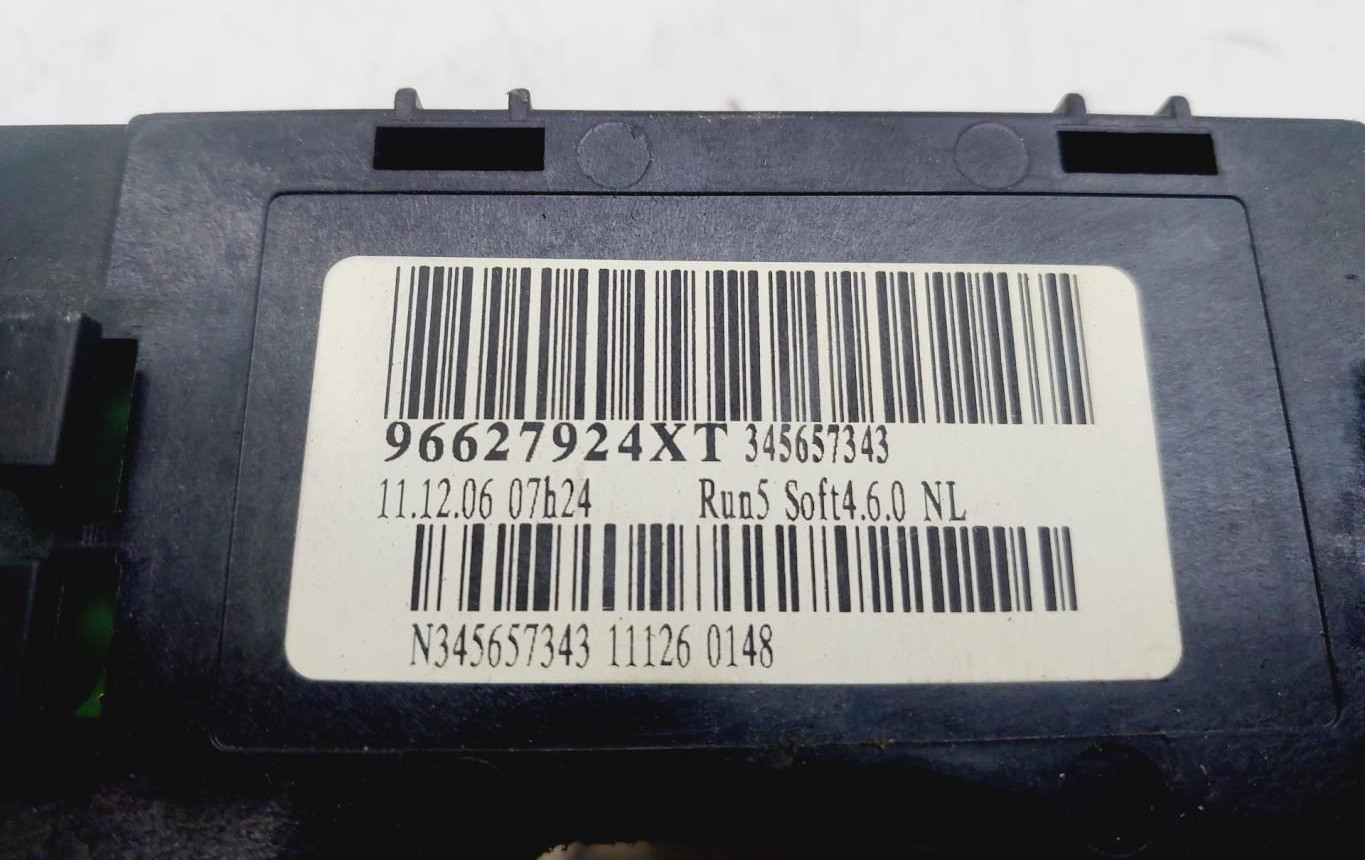 96627924XT 345657343
11.12.06 07h24 Run5 Soft4.6.0 NL
N345657343 11126 0148